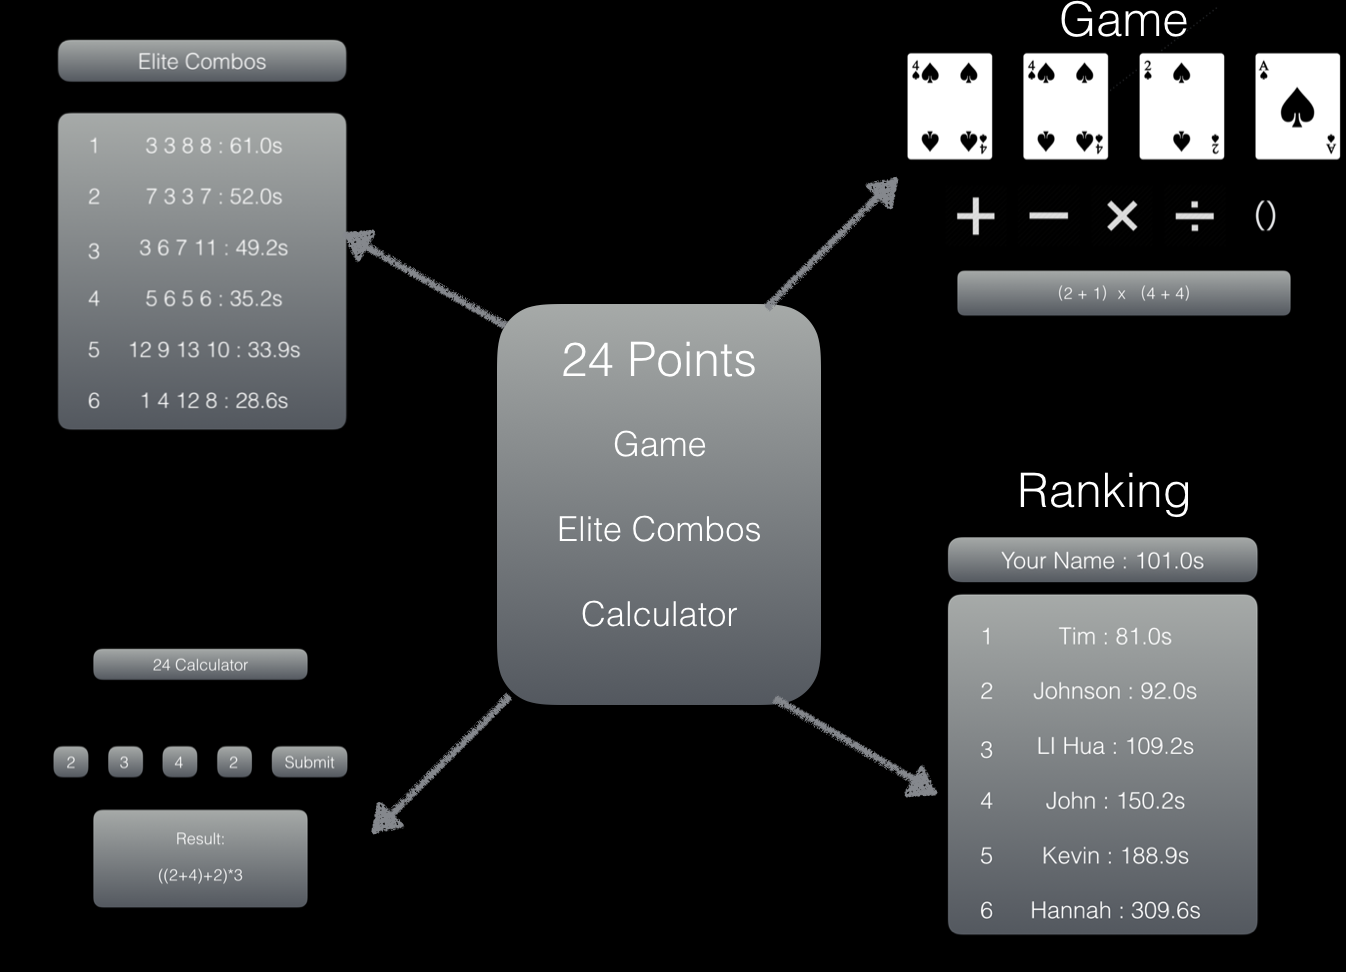 Elite Combos
1 3 3 8 8 : 61.0s
2 7 3 3 7 : 52.0s
3 3 6 7 11 : 49.2s
4 5 6 5 6 : 35.2s
5 12 9 13 10 : 33.9s
6 1 4 12 8 : 28.6s
Game
4 4 4 4 2 2 A A
+ − × ÷ ()
(2 + 1) x (4 + 4)
24 Points
Game
Elite Combos
Calculator
Ranking
Your Name : 101.0s
1 Tim : 81.0s
2 Johnson : 92.0s
3 LI Hua : 109.2s
4 John : 150.2s
5 Kevin : 188.9s
6 Hannah : 309.6s
24 Calculator
2 3 4 2 Submit
Result:
((2+4)+2)*3